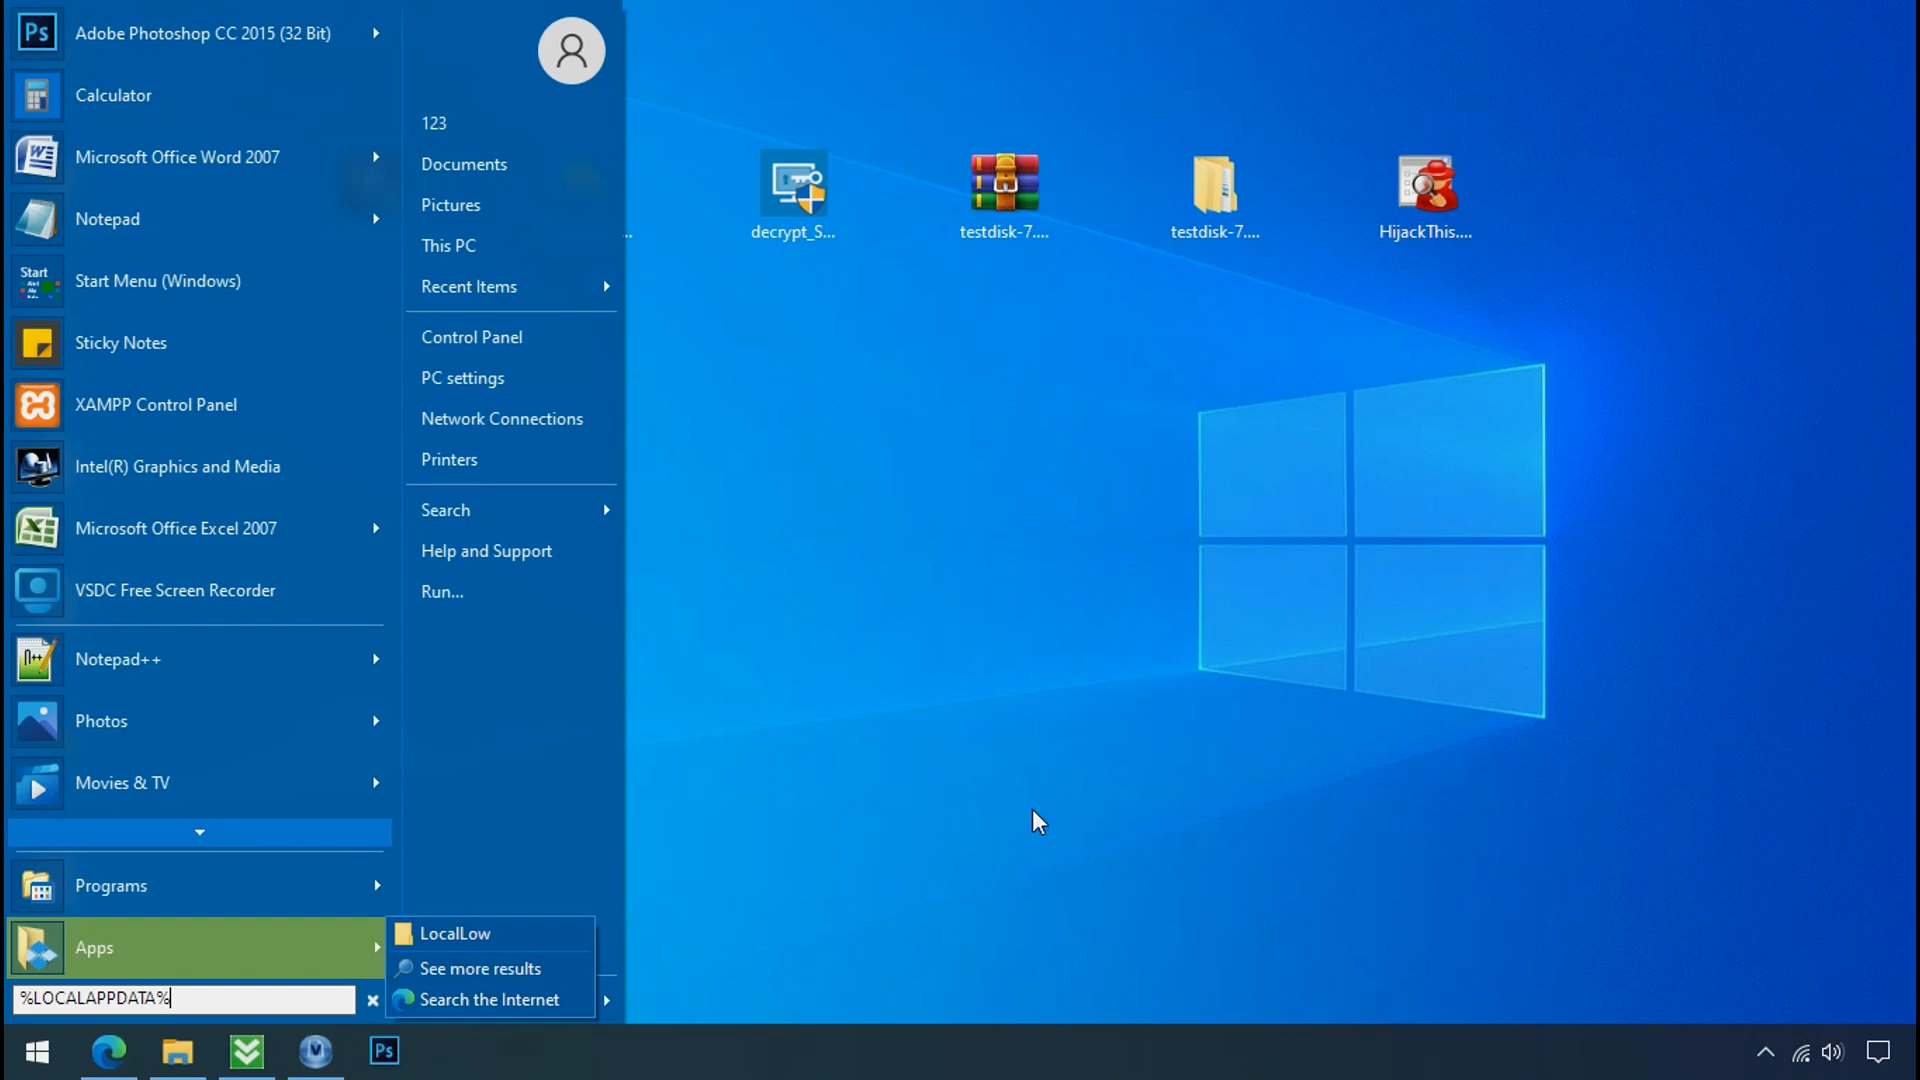 Adobe Photoshop CC 2015 (32 Bit)
Calculator
Microsoft Office Word 2007
Notepad
Start Menu (Windows)
Sticky Notes
XAMPP Control Panel
Intel(R) Graphics and Media
Microsoft Office Excel 2007
VSDC Free Screen Recorder
Notepad++
Photos
Movies & TV
Programs
Apps
%LOCALAPPDATA%
123
Documents
Pictures
This PC
Recent Items
Control Panel
PC settings
Network Connections
Printers
Search
Help and Support
Run...
LocalLow
See more results
Search the Internet
decrypt_S...
testdisk-7....
testdisk-7....
HijackThis....
Ps
Start
Ps